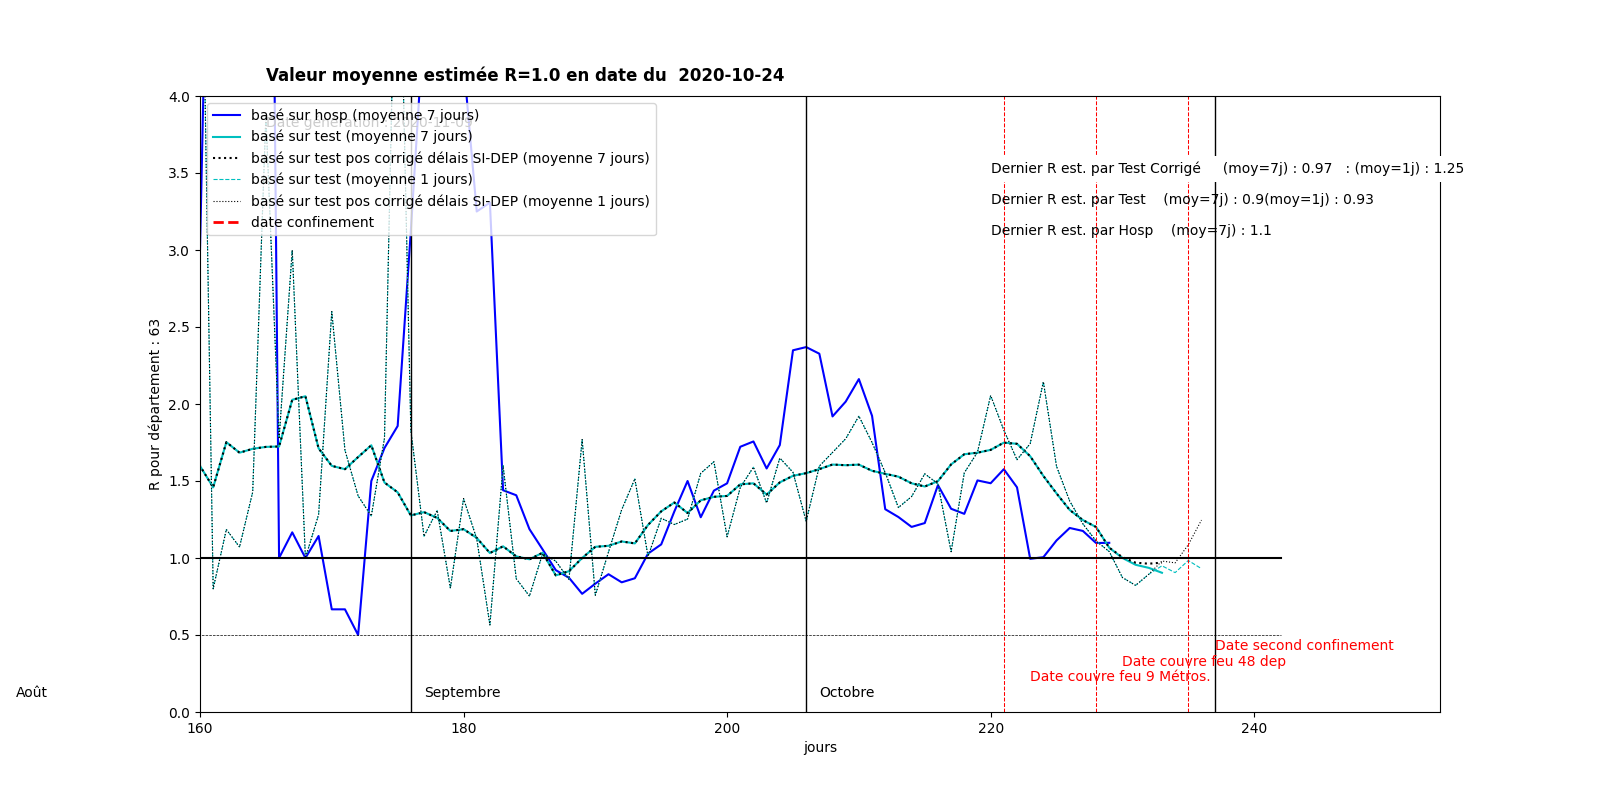 Valeur moyenne estimée R=1.0 en date du  2020-10-24
Date génération : 2020-11-05
basé sur hosp (moyenne 7 jours)
basé sur test (moyenne 7 jours)
basé sur test pos corrigé délais SI-DEP (moyenne 7 jours)
basé sur test (moyenne 1 jours)
basé sur test pos corrigé délais SI-DEP (moyenne 1 jours)
date confinement
Dernier R est. par Test Corrigé     (moy=7j) : 0.97   : (moy=1j) : 1.25
Dernier R est. par Test    (moy=7j) : 0.9(moy=1j) : 0.93
Dernier R est. par Hosp    (moy=7j) : 1.1
4.0
3.5
3.0
2.5
2.0
1.5
1.0
0.5
0.0
R pour département : 63
Date second confinement
Date couvre feu 48 dep
Date couvre feu 9 Métros.
Août
Septembre
Octobre
160
180
200
220
240
jours